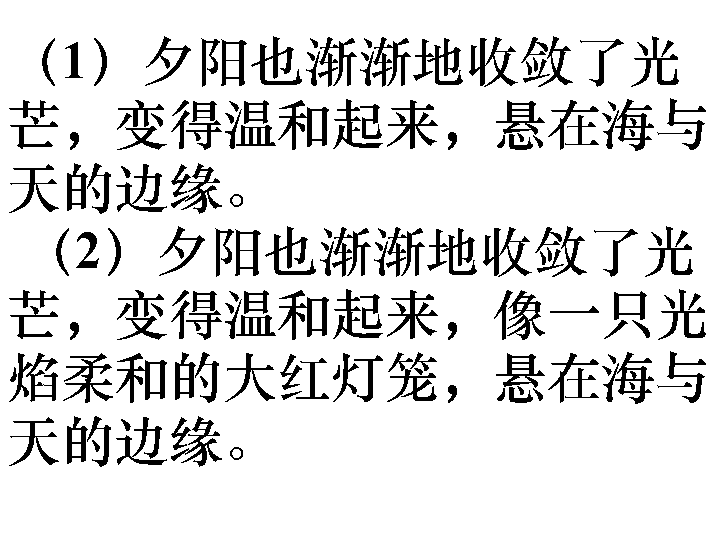 （1）夕阳也渐渐地收敛了光
芒，变得温和起来，悬在海与
天的边缘。
（2）夕阳也渐渐地收敛了光
芒，变得温和起来，像一只光
焰柔和的大红灯笼，悬在海与
天的边缘。